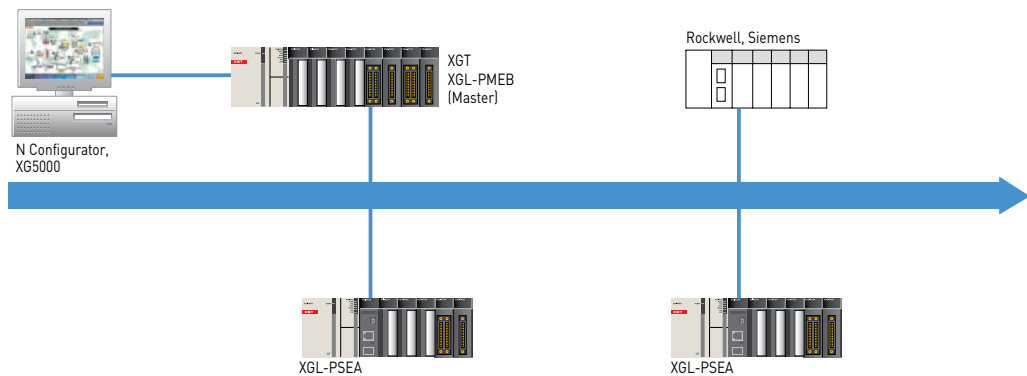 Rockwell, Siemens
XGT
XGL-PMEB
(Master)
N Configurator,
XG5000
XGL-PSEA
XGL-PSEA